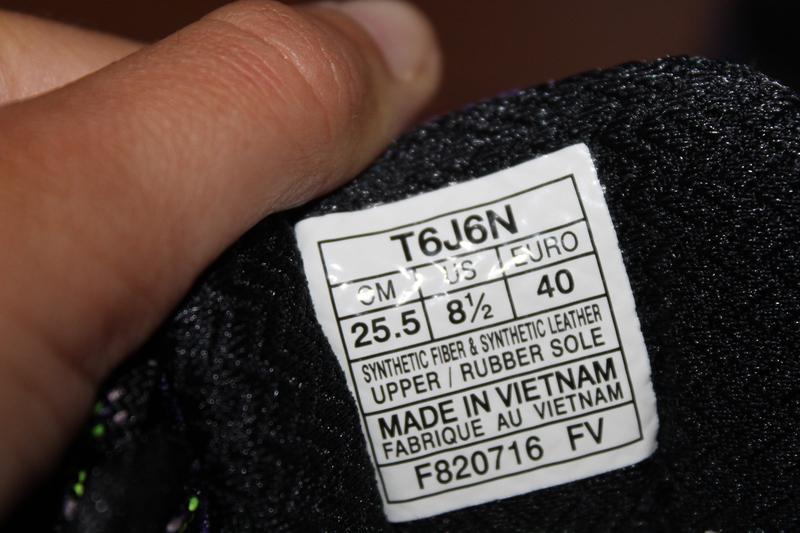 T6J6N
CM US EURO
25.5 8½ 40
SYNTHETIC FIBER & SYNTHETIC LEATHER
UPPER / RUBBER SOLE
MADE IN VIETNAM
FABRIQUE AU VIETNAM
F820716 FV